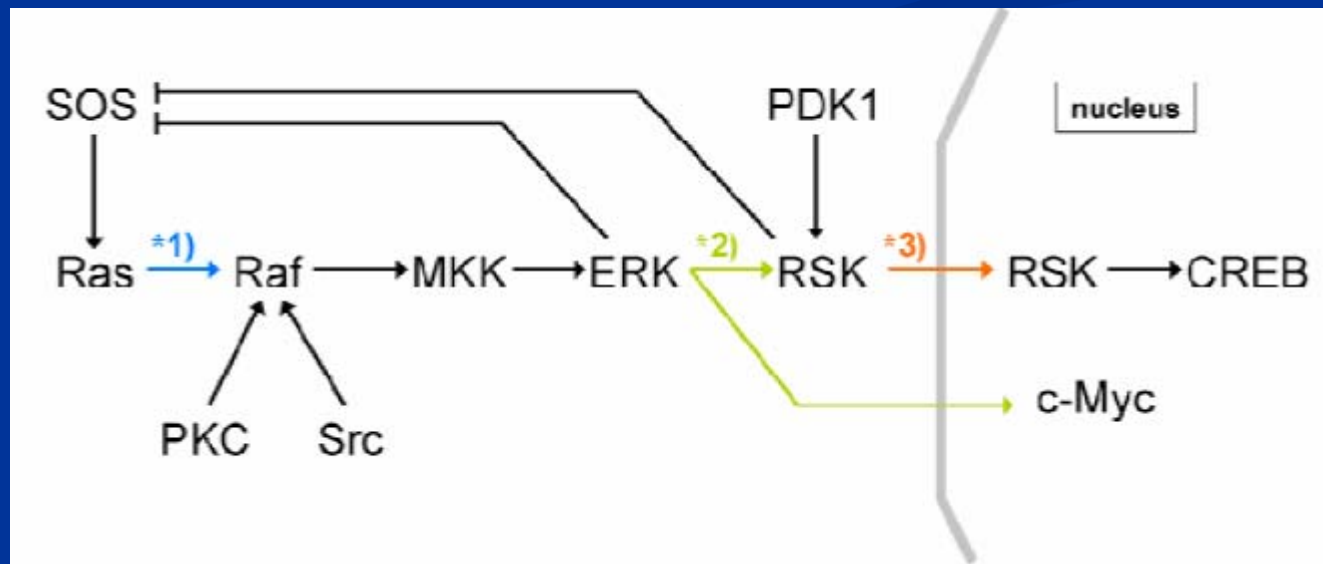 SOS
PDK1
nucleus
*1)
*2)
*3)
Ras
Raf
MKK
ERK
RSK
RSK
CREB
c-Myc
PKC
Src